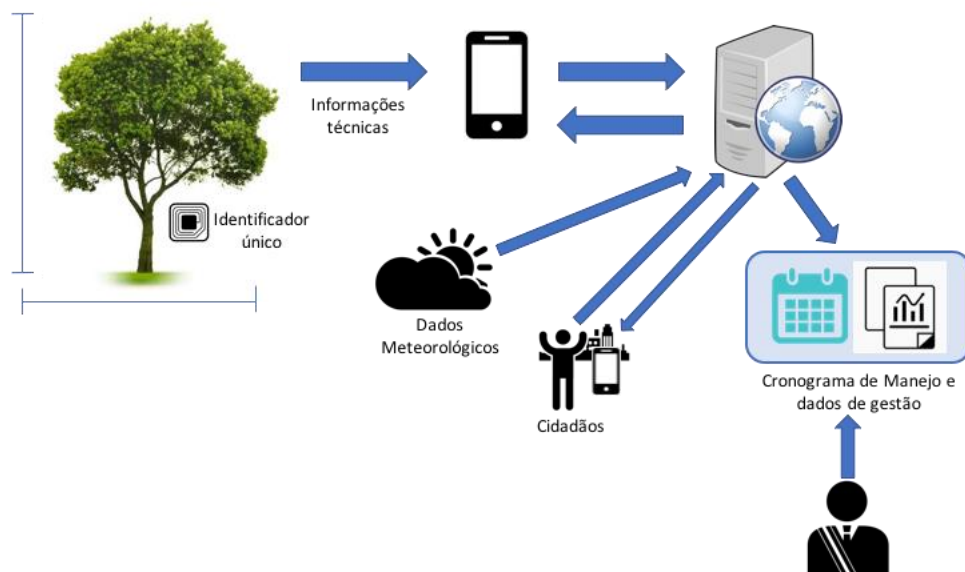 Informações
técnicas
Identificador
único
Dados
Meteorológicos
Cidadãos
Cronograma de Manejo e
dados de gestão